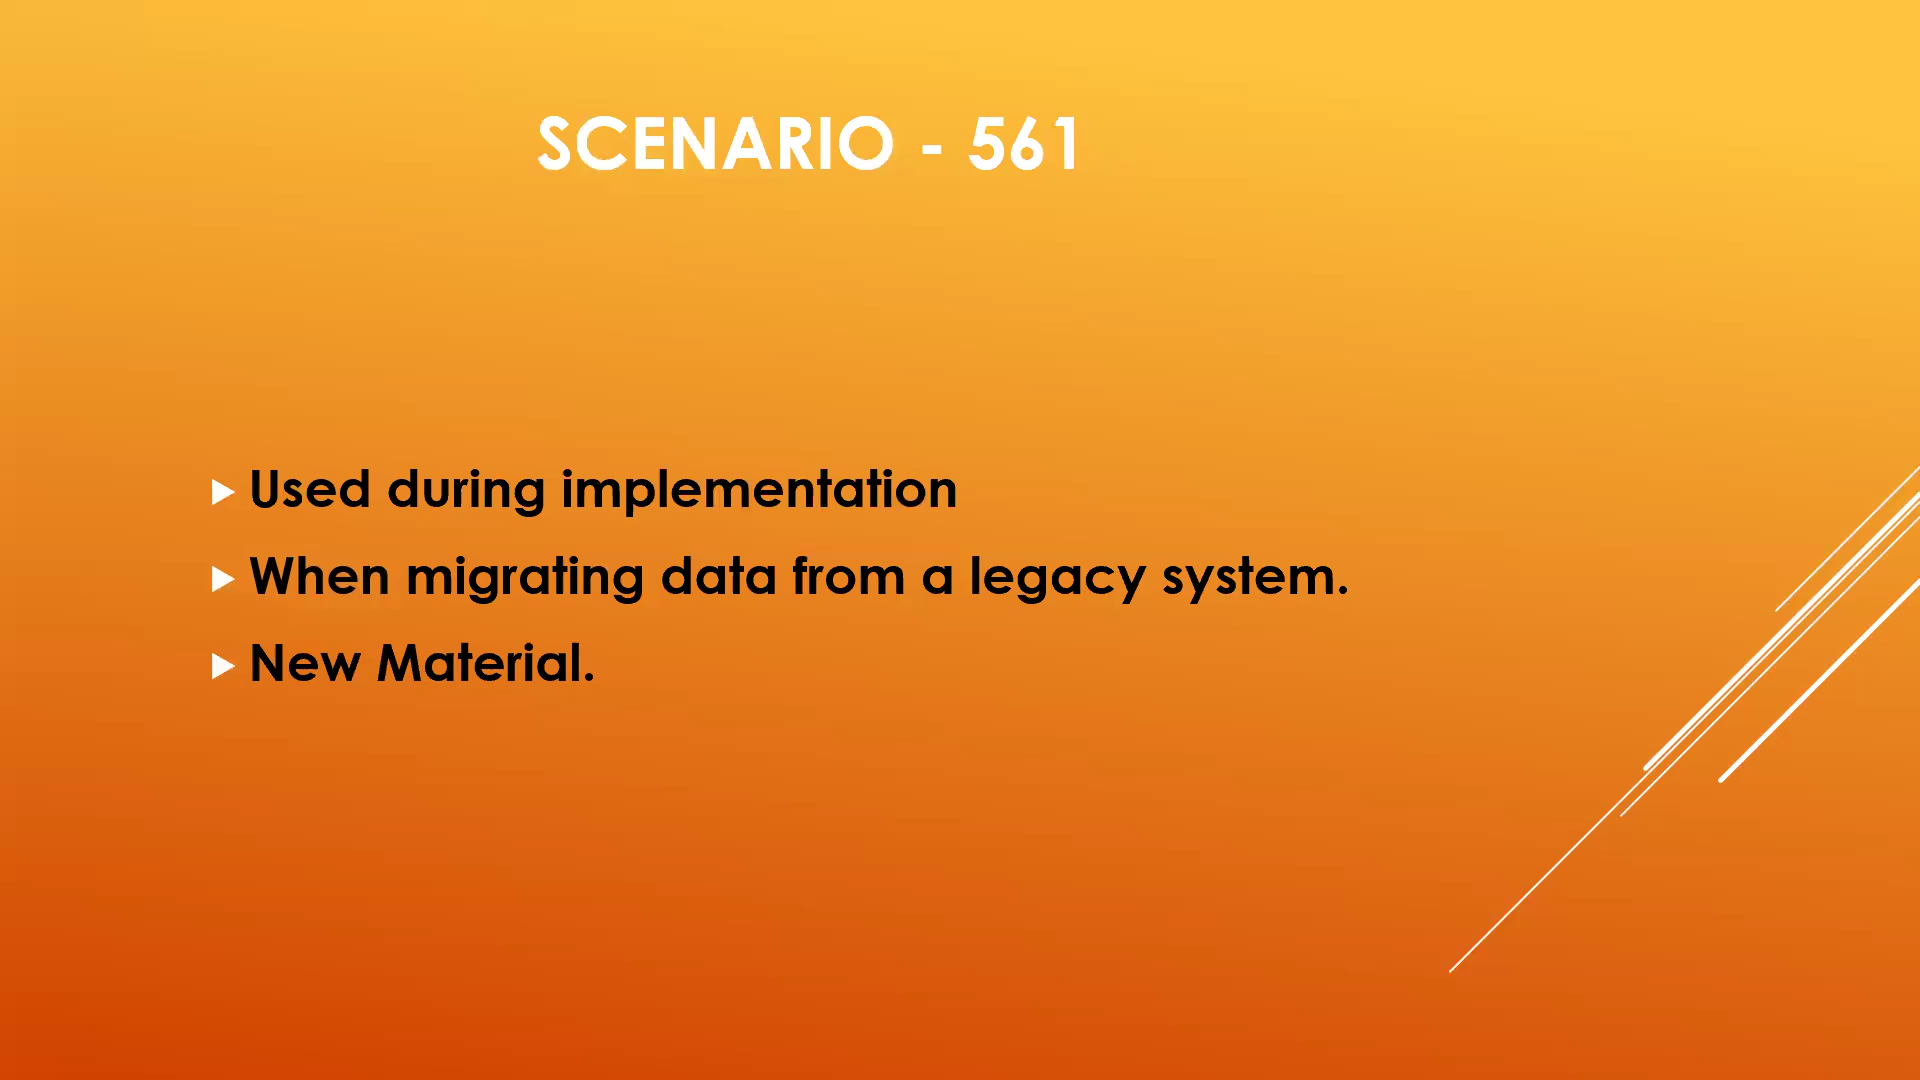 SCENARIO - 561
Used during implementation
When migrating data from a legacy system.
New Material.